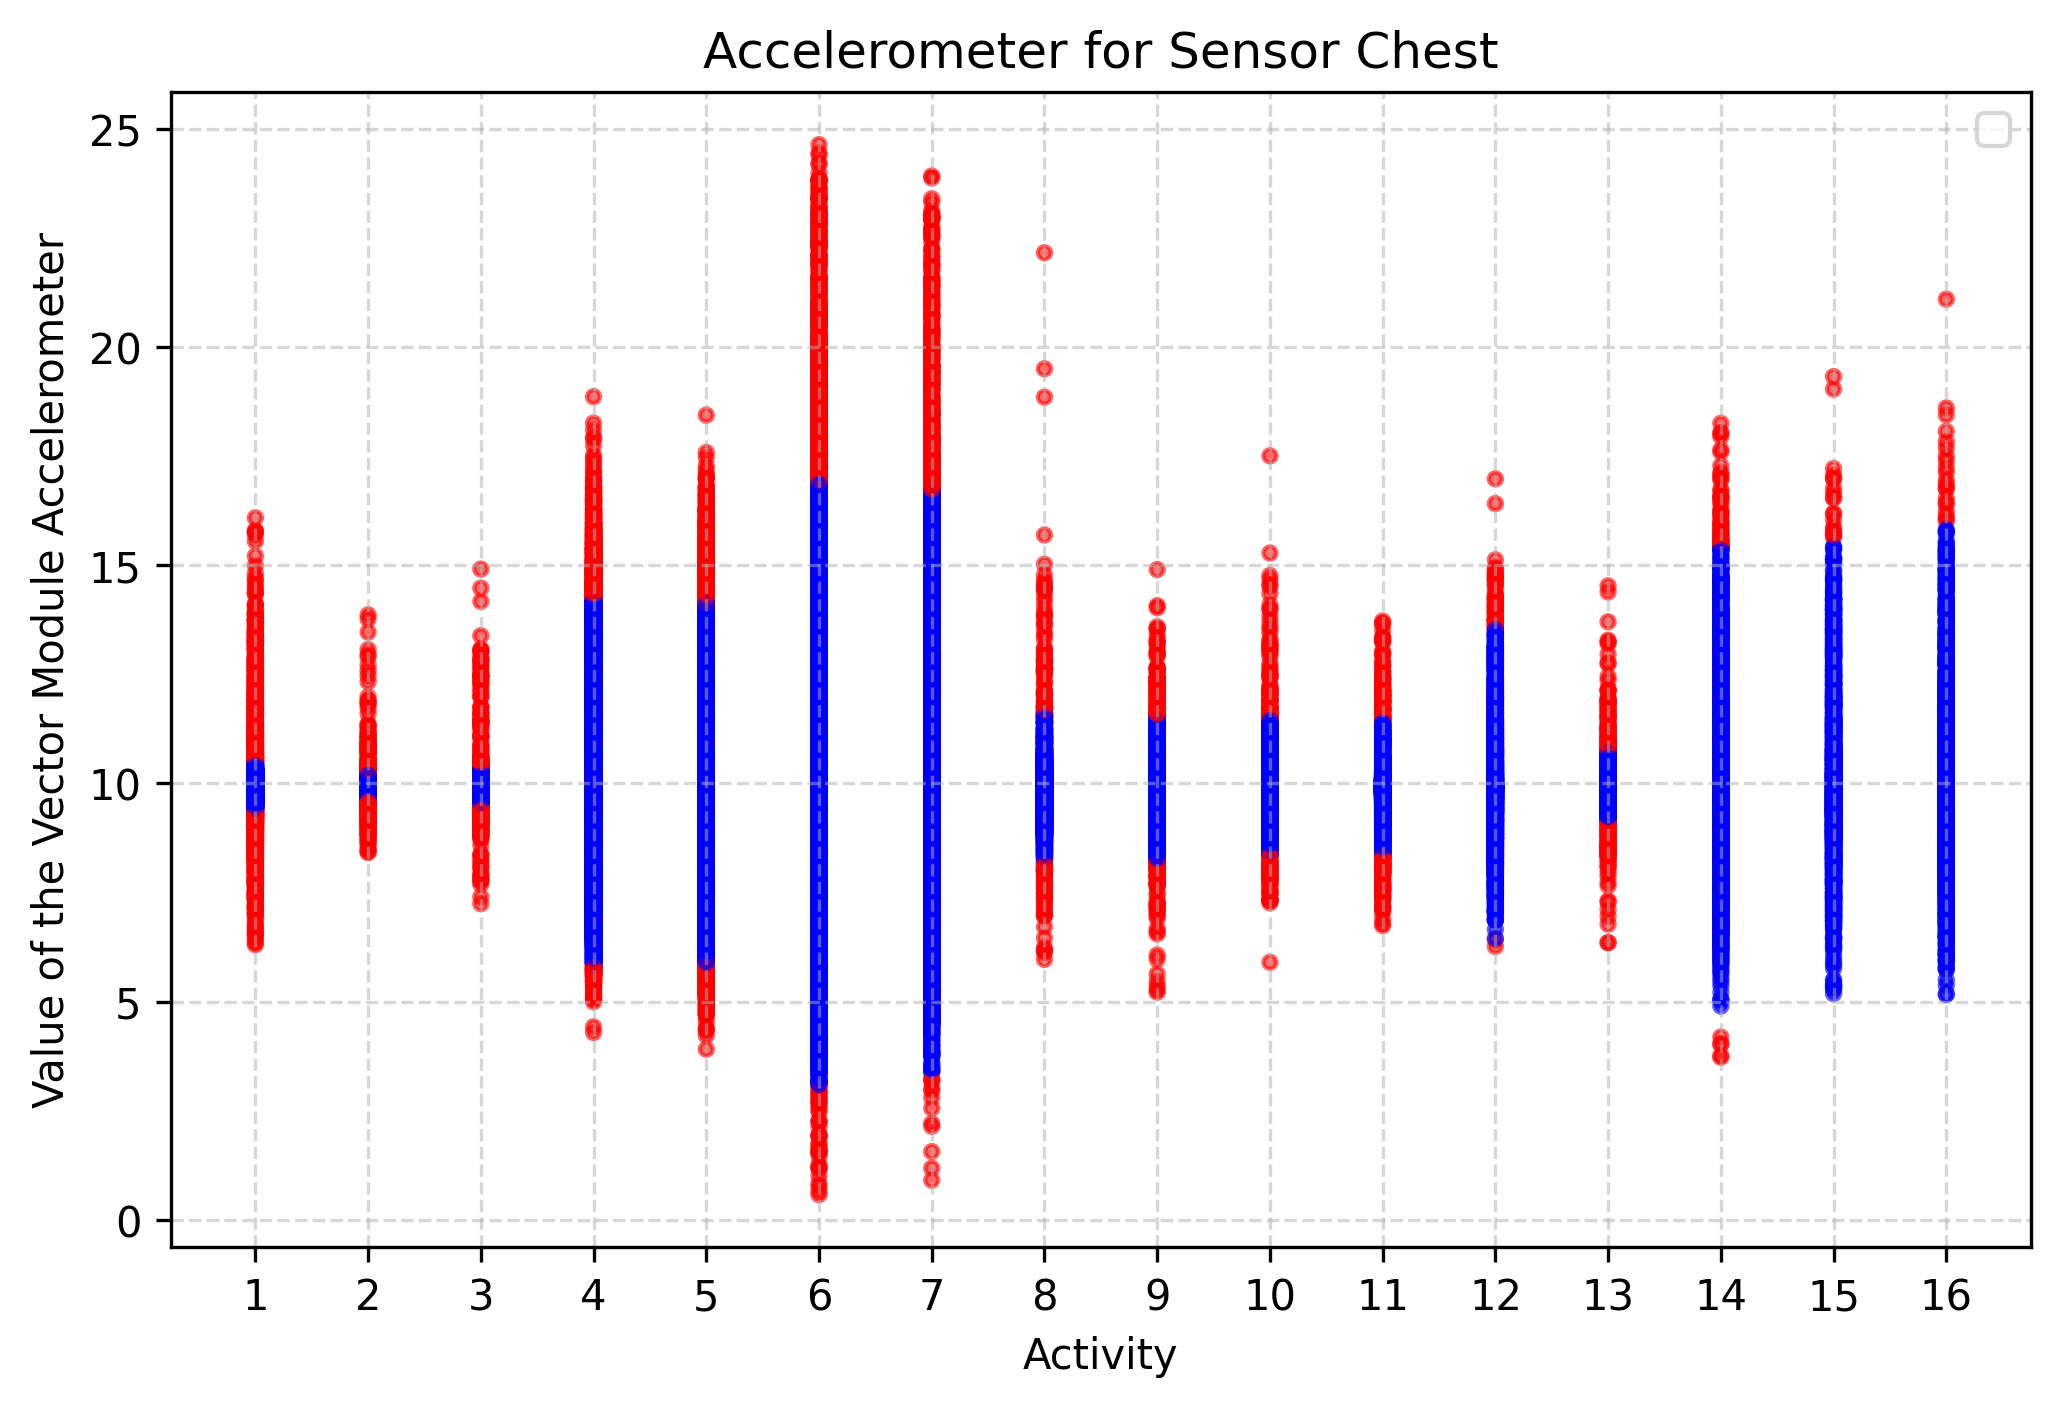 Accelerometer for Sensor Chest
Value of the Vector Module Accelerometer
25
20
15
10
5
0
1 2 3 4 5 6 7 8 9 10 11 12 13 14 15 16
Activity